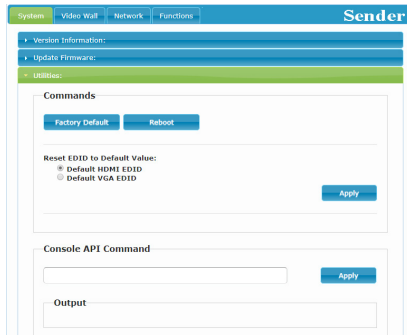 System Video Wall Network Functions Sender
Version Information:
Update Firmware:
Utilities:
Commands
Factory Default Reboot
Reset EDID to Default Value:
Default HDMI EDID
Default VGA EDID
Apply
Console API Command
Apply
Output